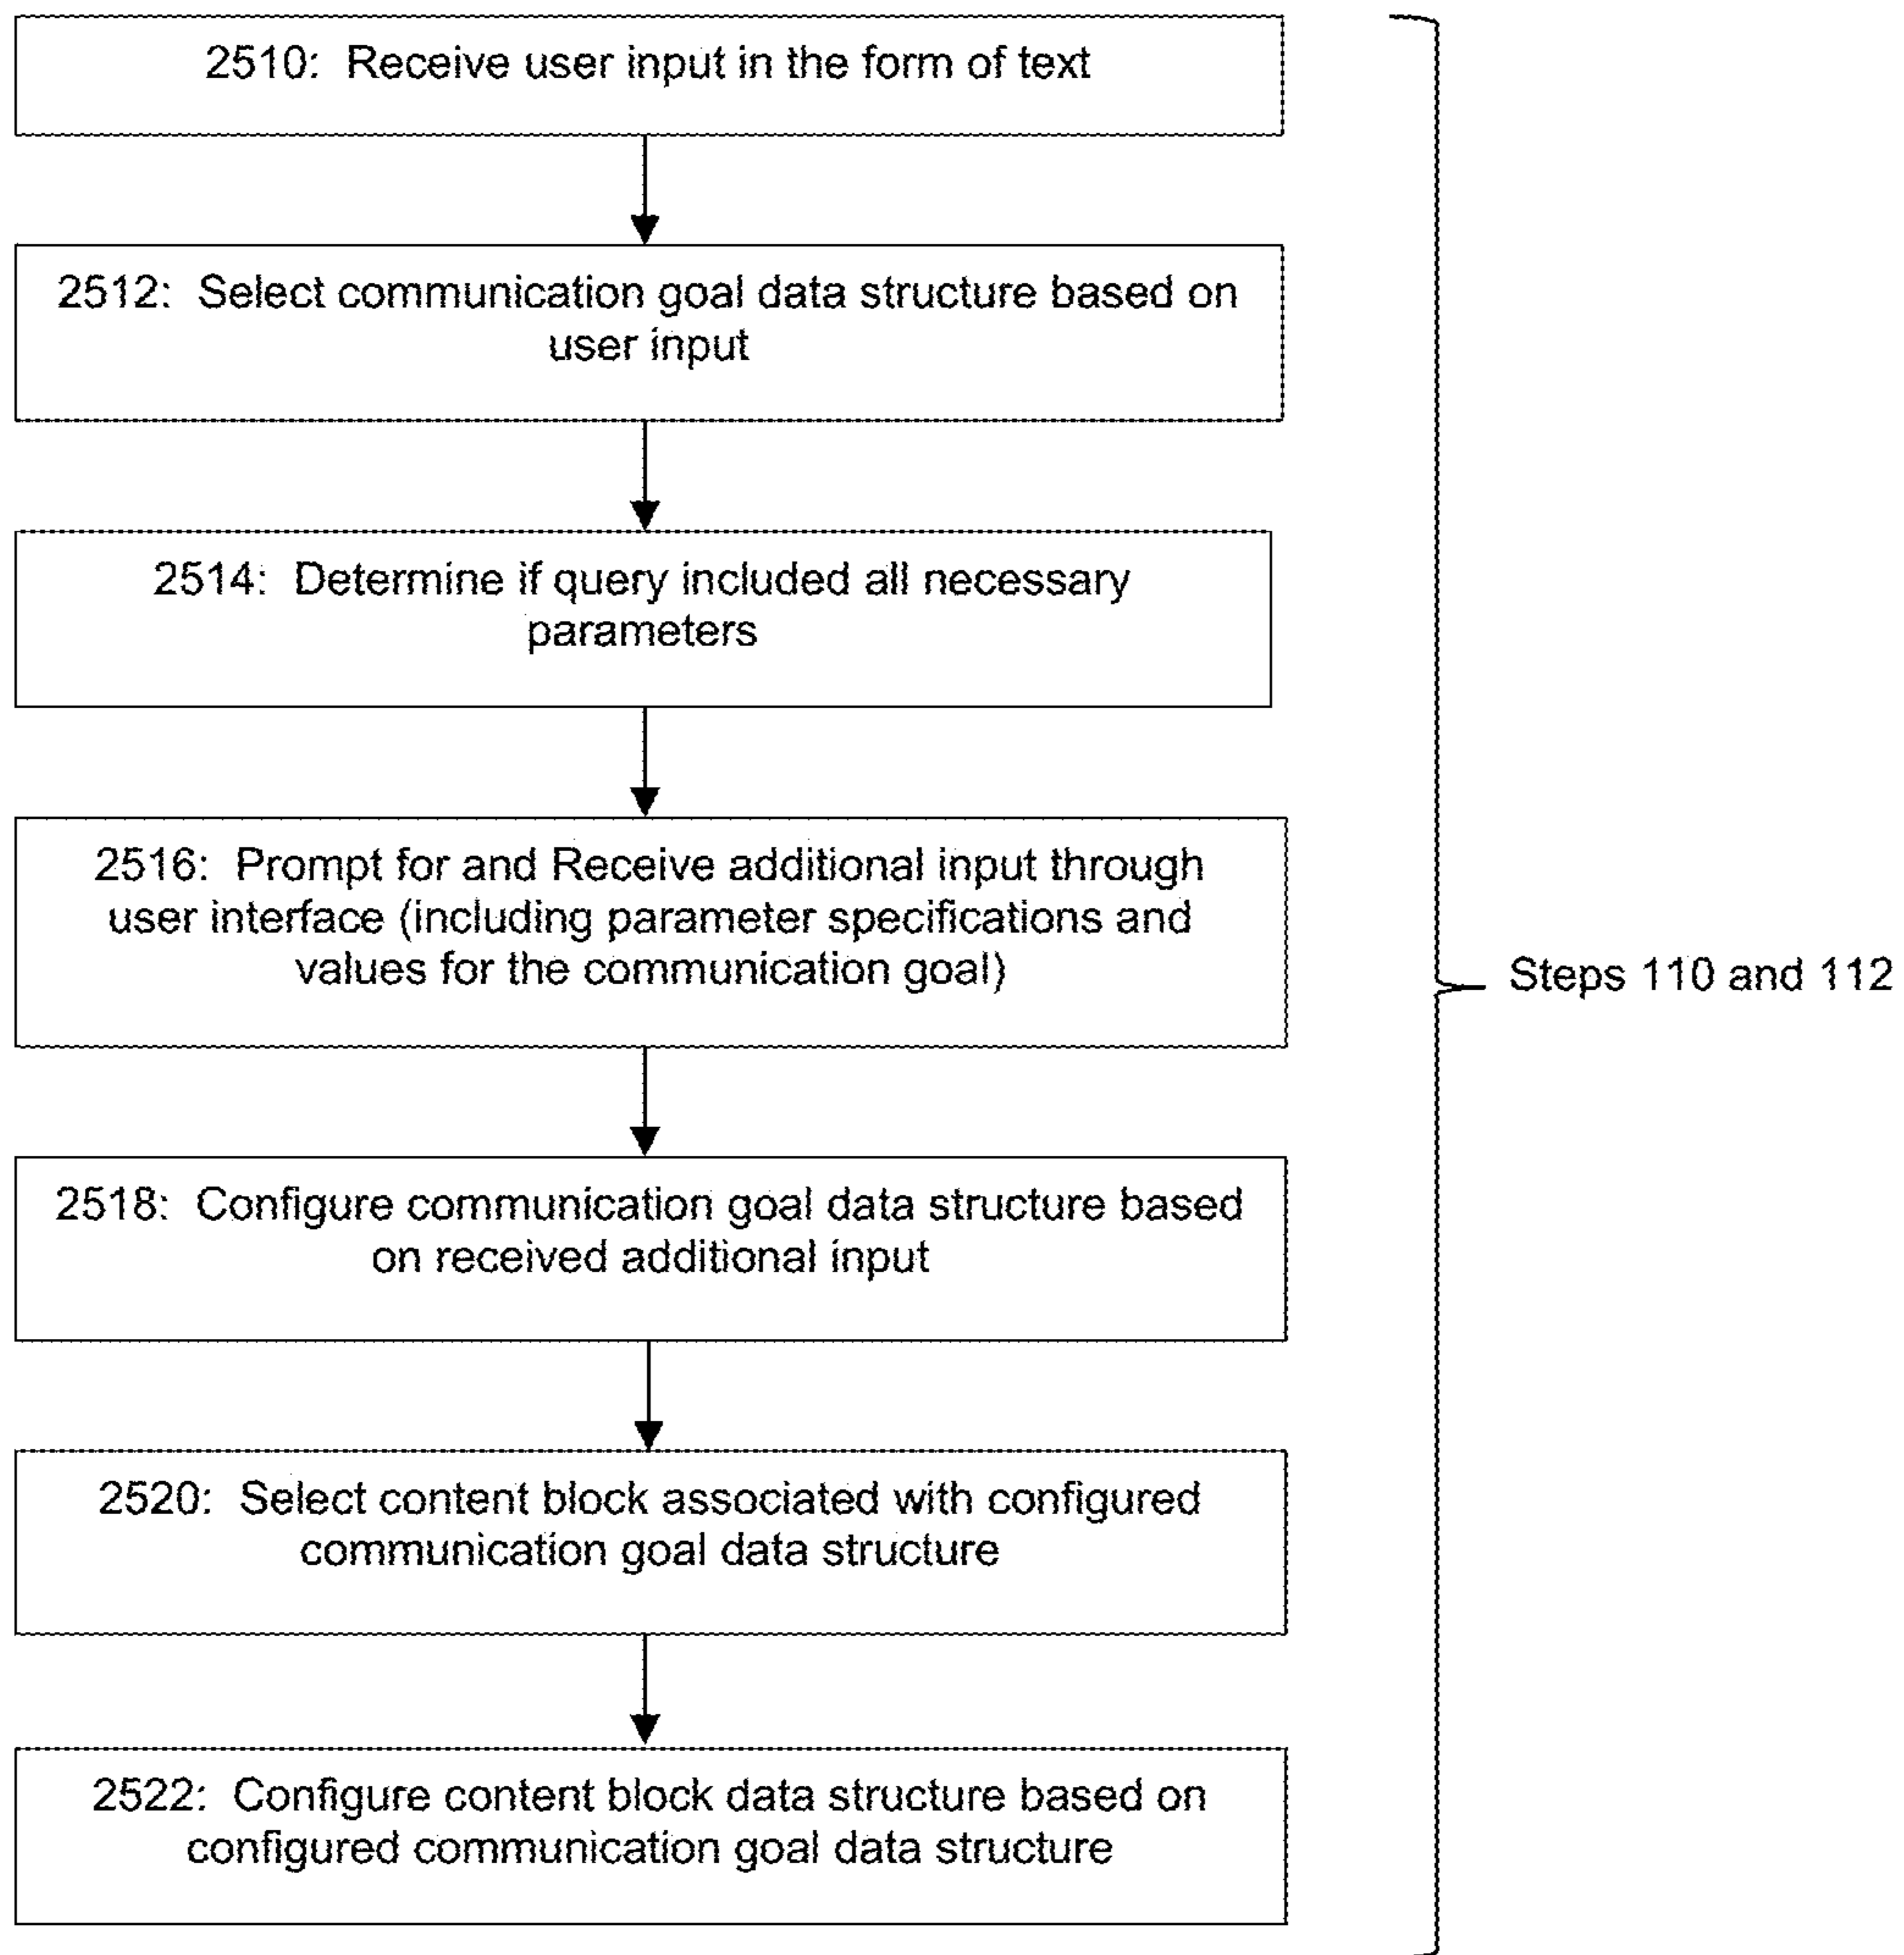 2510: Receive user input in the form of text
2512: Select communication goal data structure based on
user input
2514: Determine if query included all necessary
parameters
2516: Prompt for and Receive additional input through
user interface (including parameter specifications and
values for the communication goal)
Steps 110 and 112
2518: Configure communication goal data structure based
on received additional input
2520: Select content block associated with configured
communication goal data structure
2522: Configure content block data structure based on
configured communication goal data structure